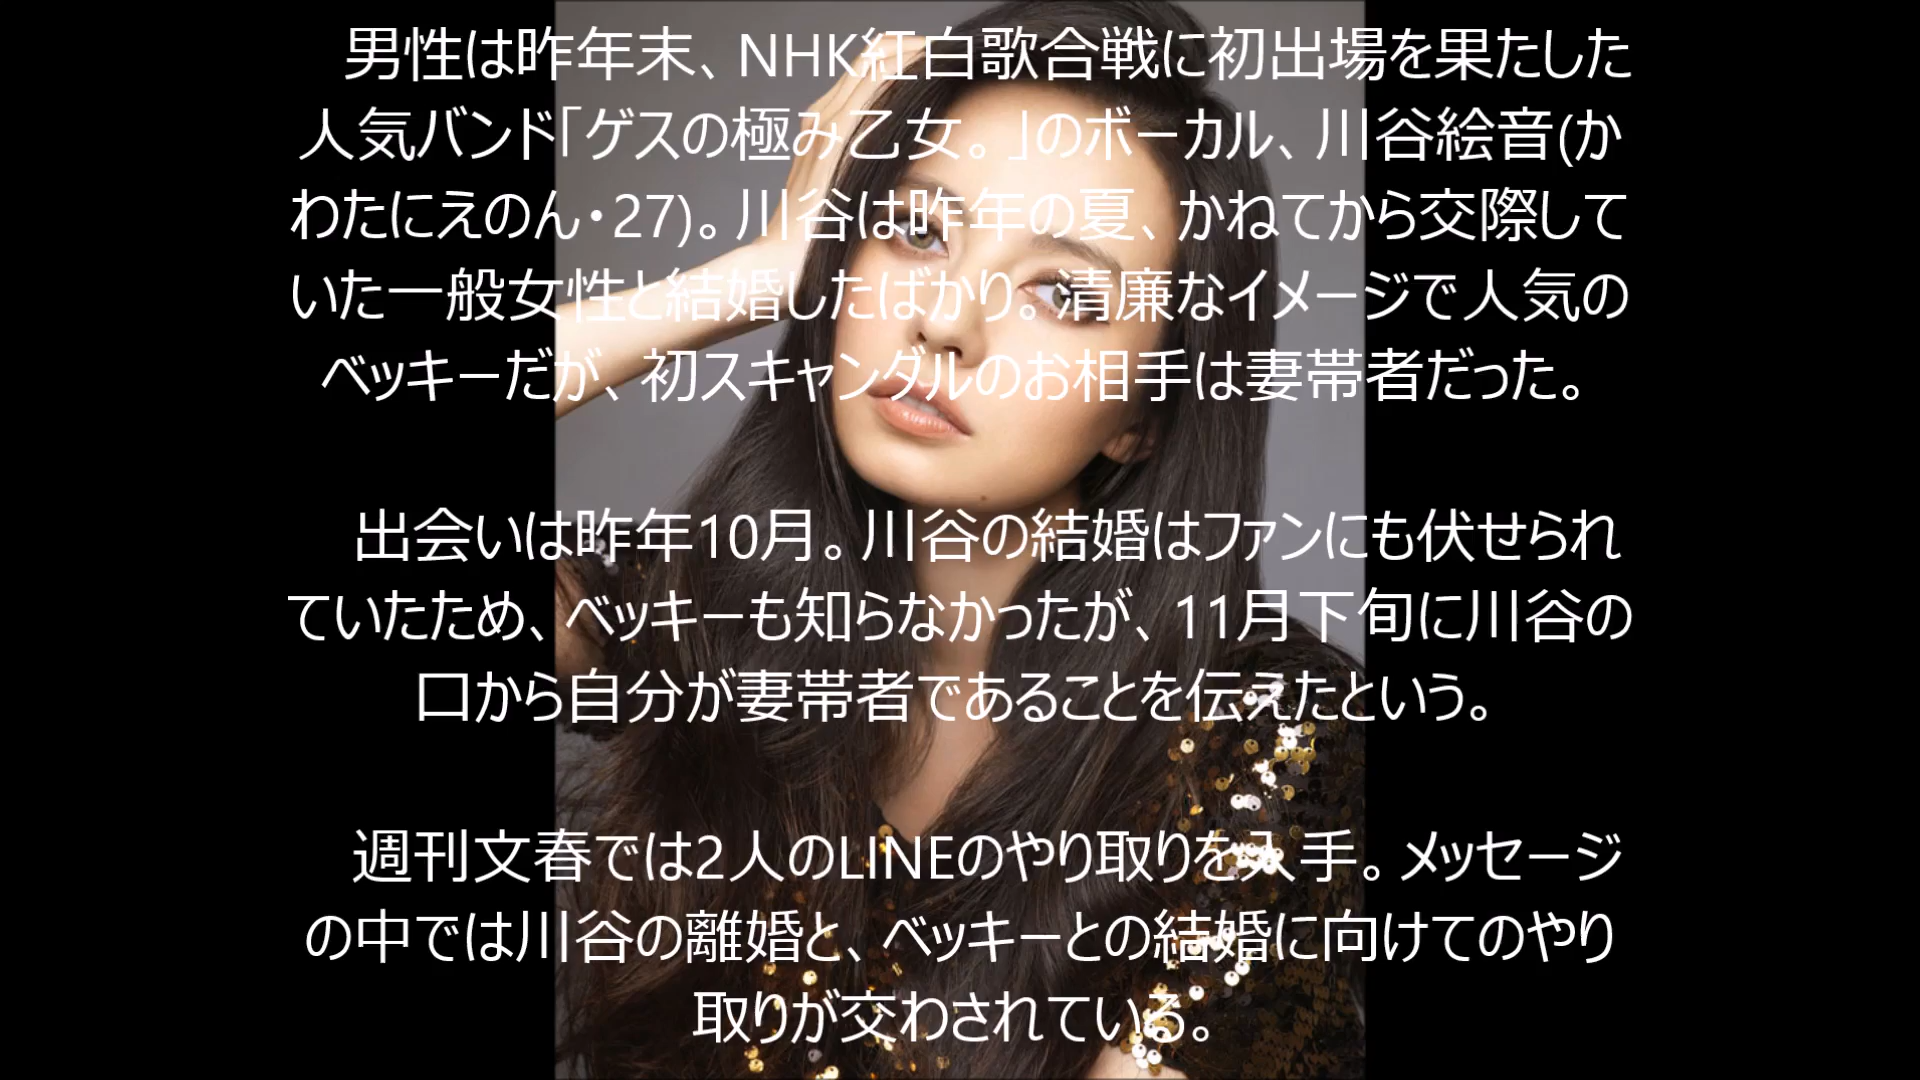 男性は昨年末、NHK紅白歌合戦に初出場を果たした
人気バンド「ゲスの極み乙女。」のボーカル、川谷絵音(か
わたにえのん・27)。川谷は昨年の夏、かねてから交際して
いた一般女性と結婚したばかり。清廉なイメージで人気の
ベッキーだが、初スキャンダルのお相手は妻帯者だった。
出会いは昨年10月。川谷の結婚はファンにも伏せられ
ていたため、ベッキーも知らなかったが、11月下旬に川谷の
口から自分が妻帯者であることを伝えたという。
週刊文春では2人のLINEのやり取りを入手。メッセージ
の中では川谷の離婚と、ベッキーとの結婚に向けてのやり
取りが交わされている。